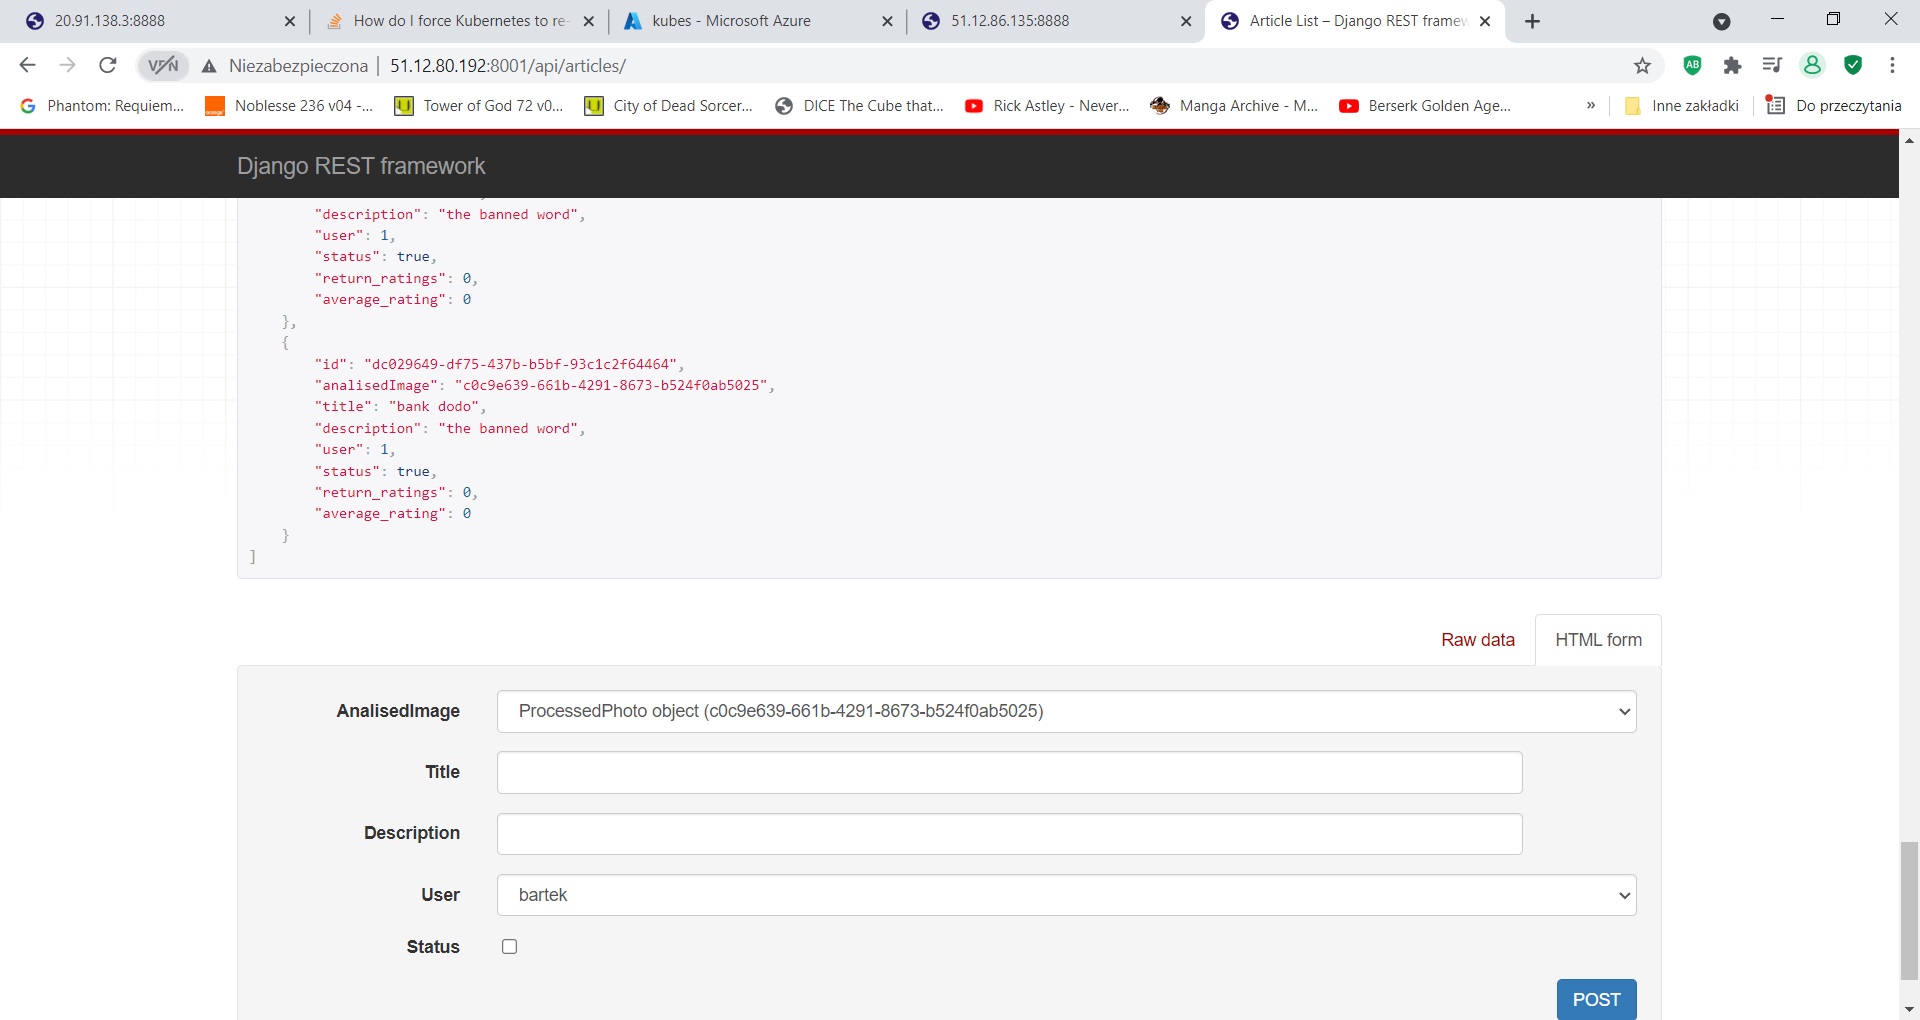 20.91.138.3:8888
How do I force Kubernetes to re-
kubes - Microsoft Azure
51.12.86.135:8888
Article List – Django REST framew
VPN
Niezabezpieczona
51.12.80.192:8001/api/articles/
AB
Phantom: Requiem...
Noblesse 236 v04 -...
Tower of God 72 v0...
City of Dead Sorcer...
DICE The Cube that...
Rick Astley - Never...
Manga Archive - M...
Berserk Golden Age...
»
Inne zakładki
Do przeczytania
Django REST framework
"description": "the banned word",
"user": 1,
"status": true,
"return_ratings": 0,
"average_rating": 0
},
{
"id": "dc029649-df75-437b-b5bf-93c1c2f64464",
"analisedImage": "c0c9e639-661b-4291-8673-b524f0ab5025",
"title": "bank dodo",
"description": "the banned word",
"user": 1,
"status": true,
"return_ratings": 0,
"average_rating": 0
}
]
Raw data
HTML form
AnalisedImage
ProcessedPhoto object (c0c9e639-661b-4291-8673-b524f0ab5025)
Title
Description
User
bartek
Status
POST